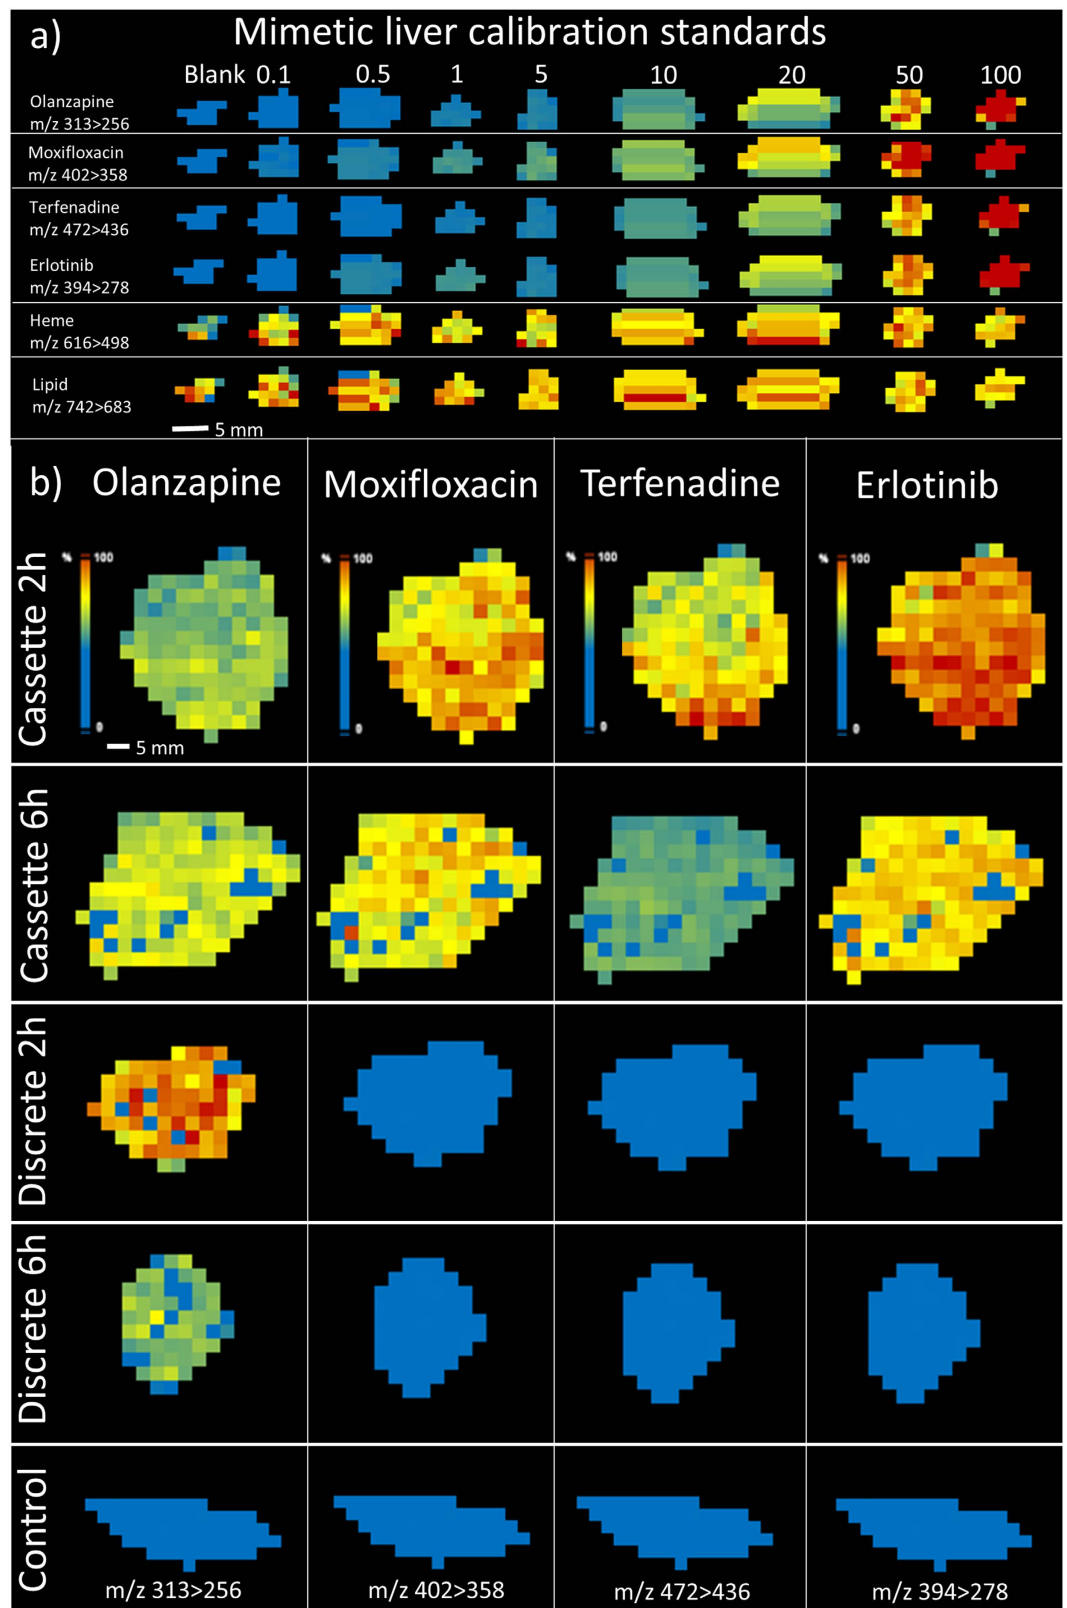 a) Mimetic liver calibration standards
Blank 0.1 0.5 1 5 10 20 50 100
Olanzapine
m/z 313>256
Moxifloxacin
m/z 402>358
Terfenadine
m/z 472>436
Erlotinib
m/z 394>278
Heme
m/z 616>498
Lipid
m/z 742>683
5 mm
b) Olanzapine Moxifloxacin Terfenadine Erlotinib
Cassette 2h
% 100 % 100 % 100 % 100
0 0 0 0
5 mm
Cassette 6h
Discrete 2h
Discrete 6h
Control
m/z 313>256 m/z 402>358 m/z 472>436 m/z 394>278